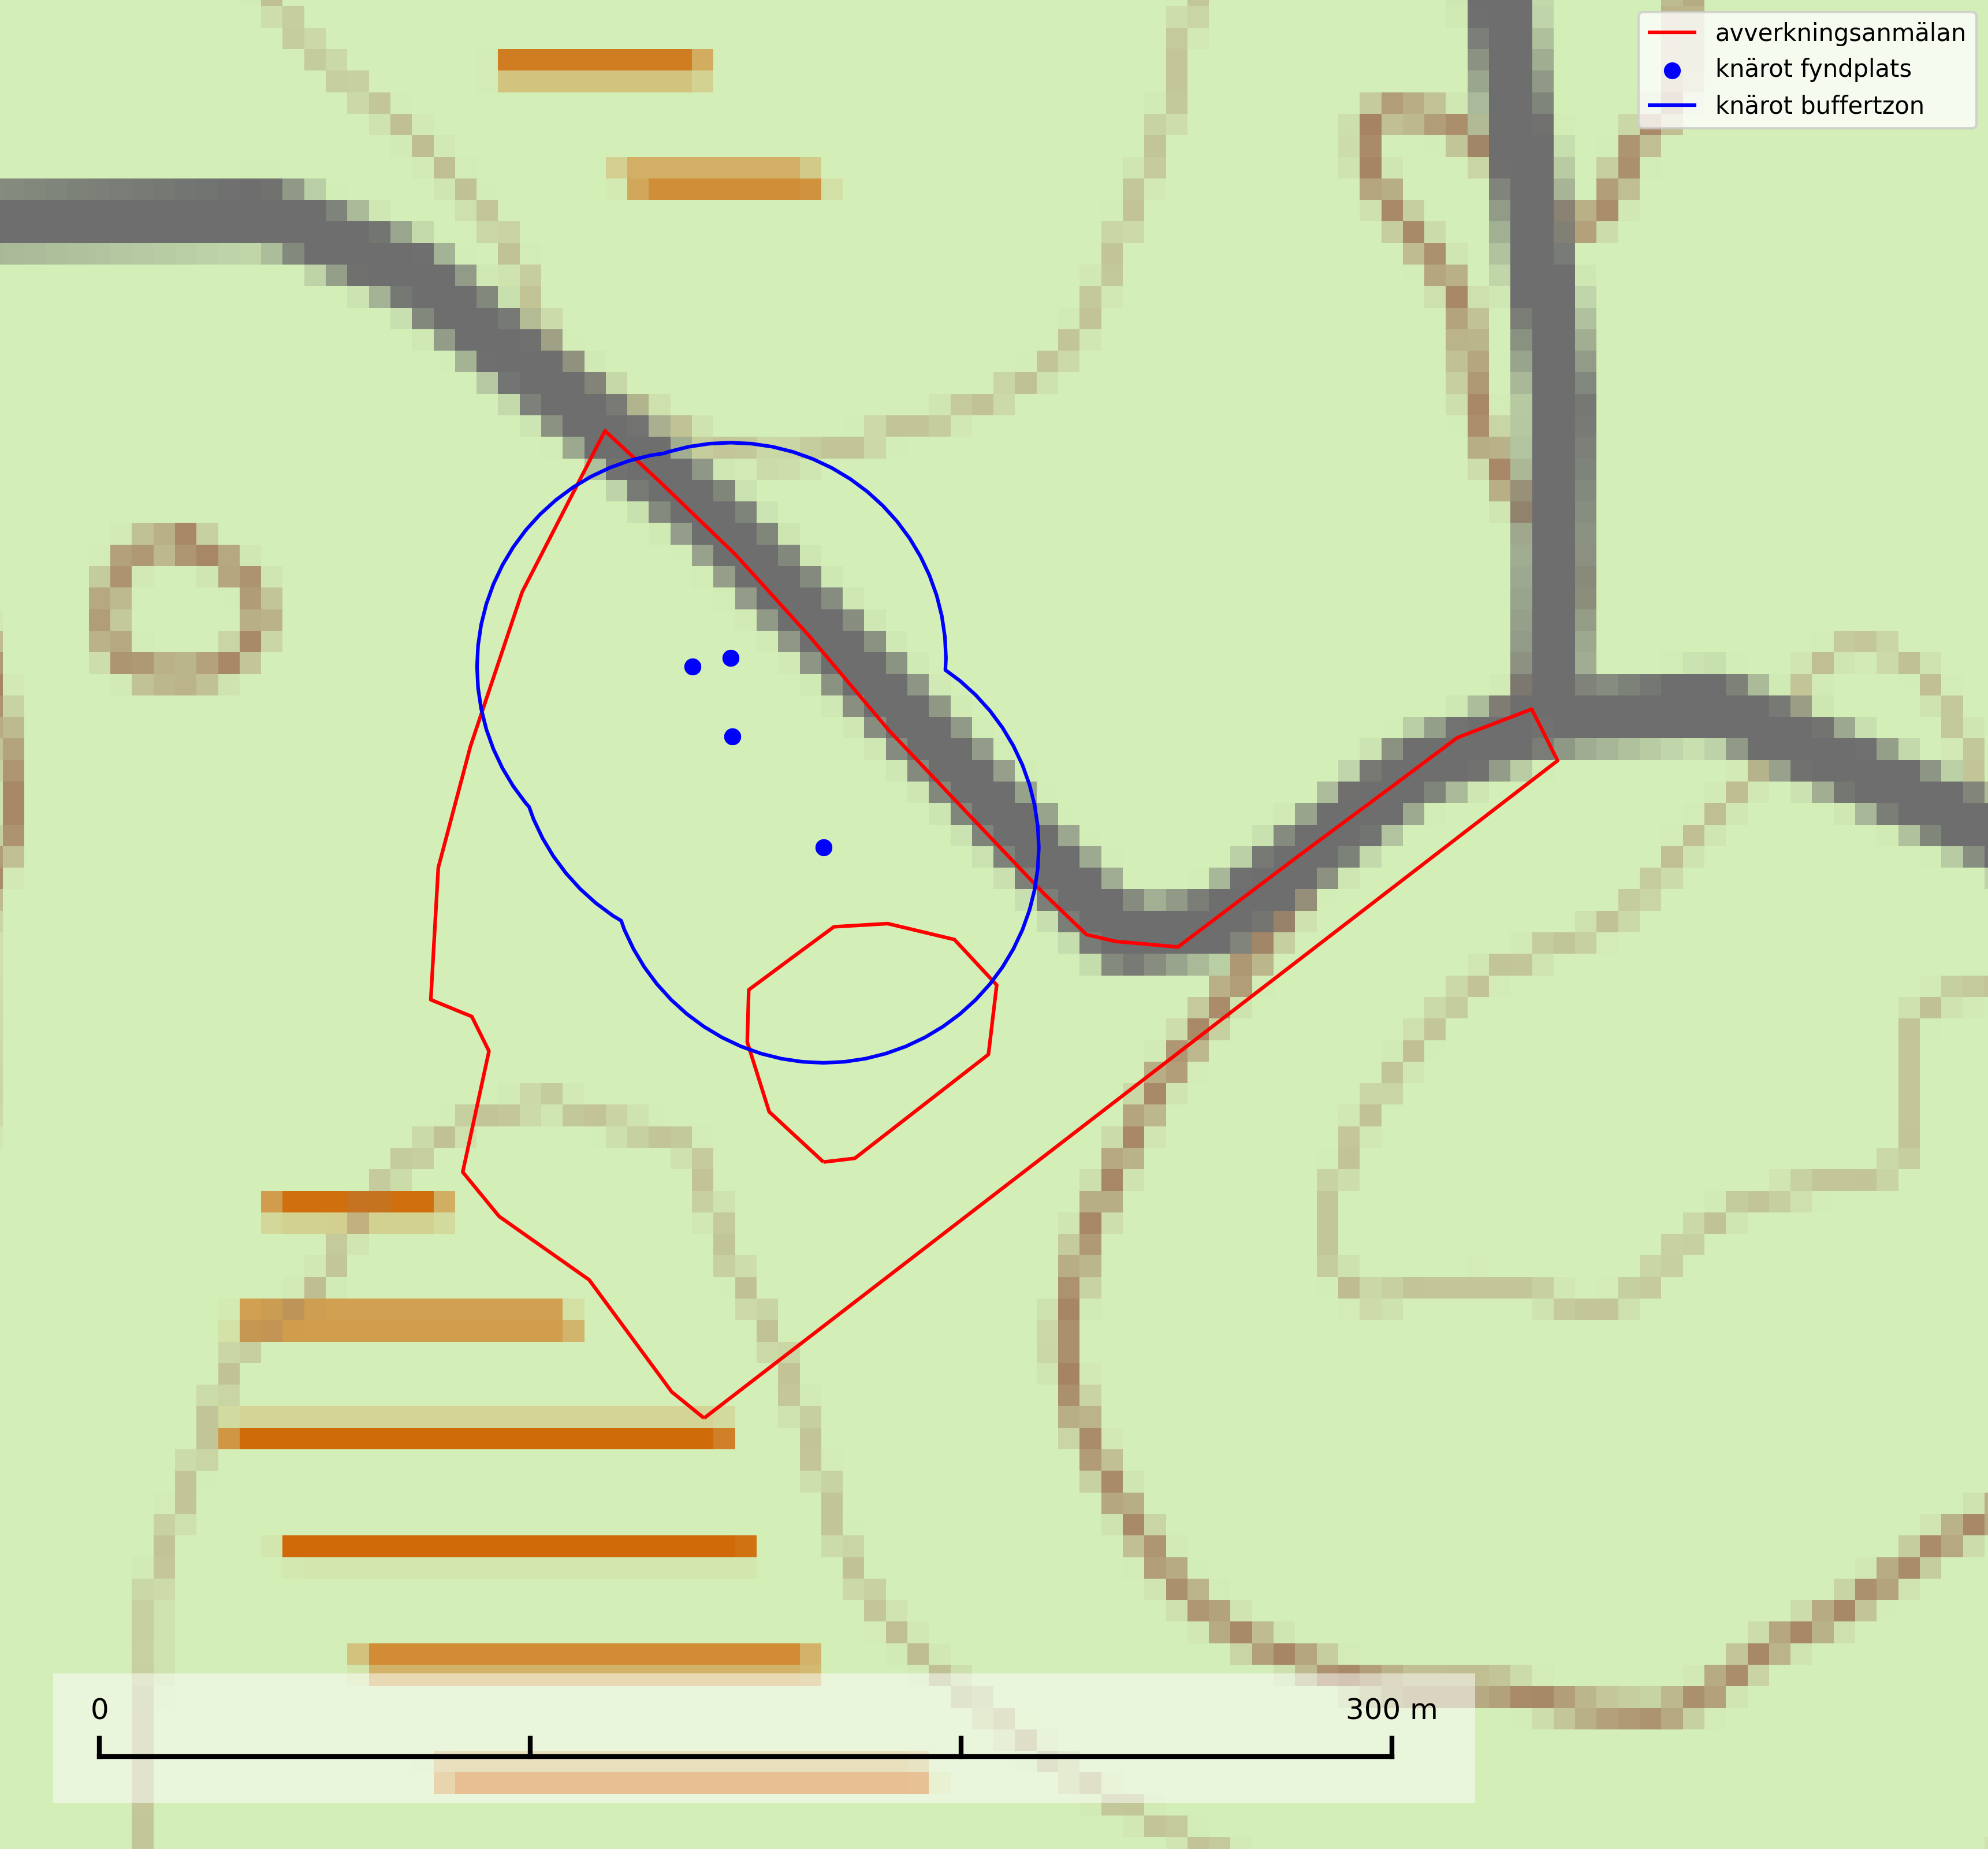 avverkningsanmälan
knärot fyndplats
knärot buffertzon
0 300 m